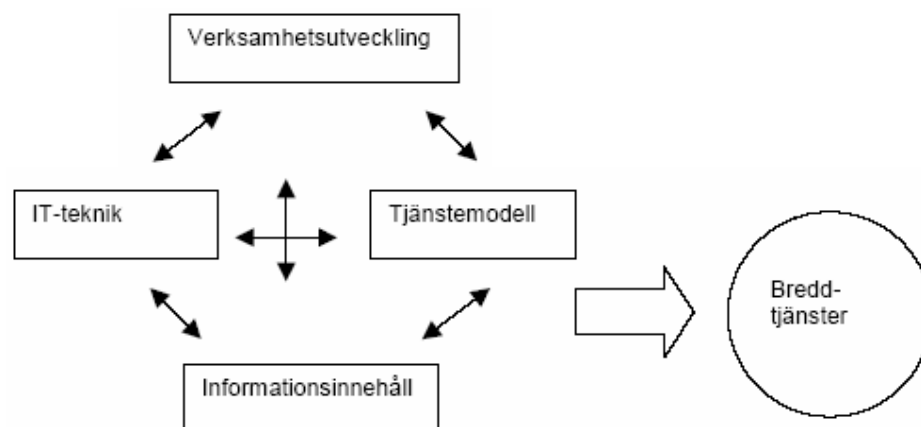 Verksamhetsutveckling
IT-teknik
Tjänstemodell
Informationsinnehåll
Bredd-
tjänster